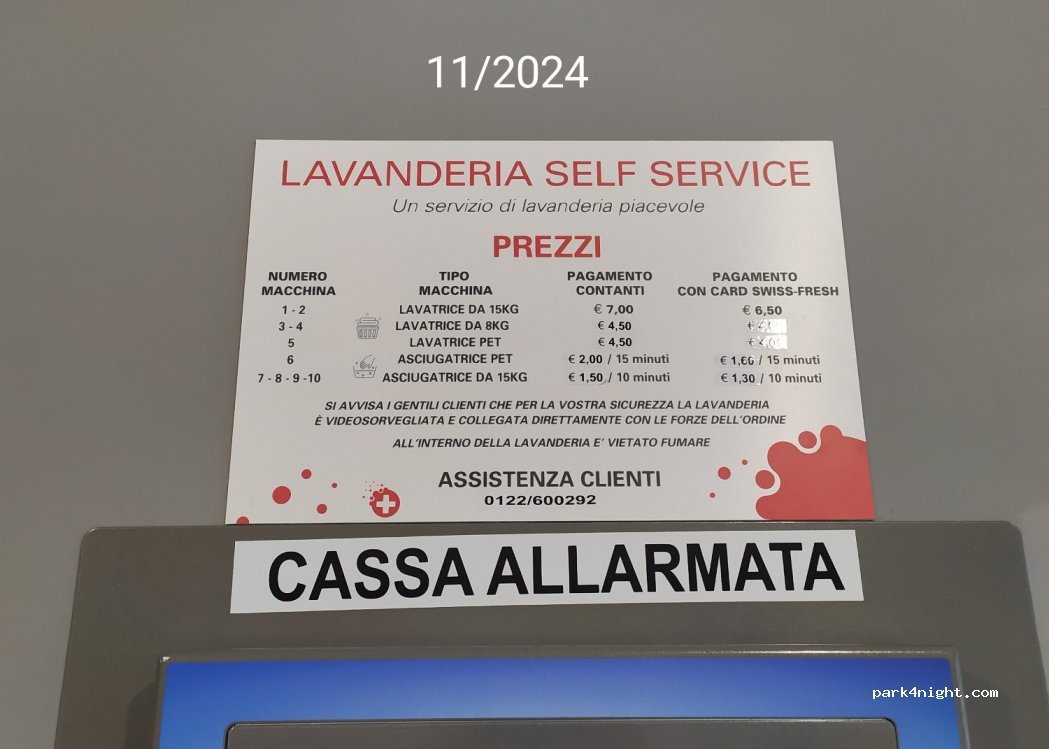 11/2024
LAVANDERIA SELF SERVICE
Un servizio di lavanderia piacevole
PREZZI
NUMERO MACCHINA TIPO MACCHINA PAGAMENTO CONTANTI PAGAMENTO CON CARD SWISS-FRESH
1 - 2 LAVATRICE DA 15KG € 7,00 € 6,50
3 - 4 LAVATRICE DA 8KG € 4,50 €
5 LAVATRICE PET € 4,50 €
6 ASCIUGATRICE PET € 2,00 / 15 minuti € 1,60 / 15 minuti
7 - 8 - 9 -10 ASCIUGATRICE DA 15KG € 1,50 / 10 minuti € 1,30 / 10 minuti
SI AVVISA I GENTILI CLIENTI CHE PER LA VOSTRA SICUREZZA LA LAVANDERIA
È VIDEOSORVEGLIATA E COLLEGATA DIRETTAMENTE CON LE FORZE DELL'ORDINE
ALL'INTERNO DELLA LAVANDERIA E' VIETATO FUMARE
ASSISTENZA CLIENTI
0122/600292
CASSA ALLARMATA
park4night.com